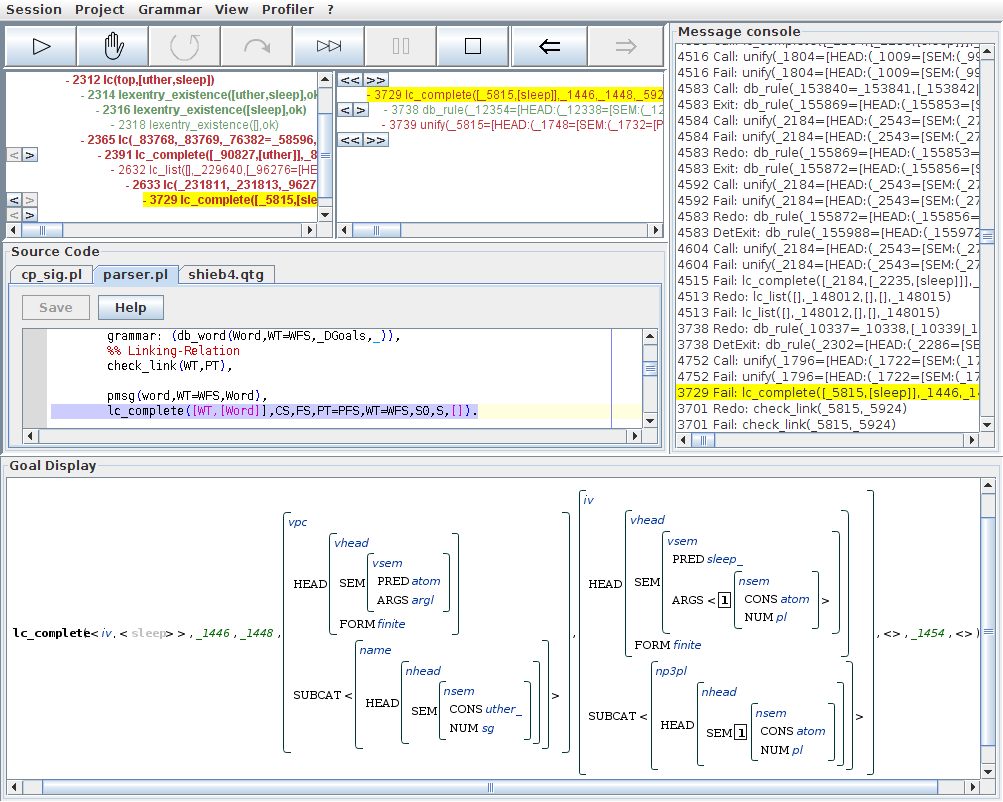 Session Project Grammar View Profiler ?
- 2312 lc(top,[uther,sleep])
- 2314 lexentry_existence([uther,sleep],ok)
- 2316 lexentry_existence([sleep],ok)
- 2318 lexentry_existence([],ok)
- 2365 lc(_83768,_83769,_76382=_58596,
< > - 2391 lc_complete([_90827,[uther]],_8
- 2632 lc_list([],_229640,[_96276=[HE
- 2633 lc(_231811,_231813,_9627
< > - 3729 lc_complete([_5815,[sle
< >
<< >>
- 3729 lc_complete([_5815,[sleep]],_1446,_1448,_592
< > - 3738 db_rule(_12354=[HEAD:(_12338=[SEM:(_12
- 3739 unify(_5815=[HEAD:(_1748=[SEM:(_1732=[P
<< >>
Message console
4516 Call: unify(_1804=[HEAD:(_1009=[SEM:(_99
4516 Fail: unify(_1804=[HEAD:(_1009=[SEM:(_99
4583 Call: db_rule(_153840=_153841,[_153842|
4583 Exit: db_rule(_155869=[HEAD:(_155853=[S
4584 Call: unify(_2184=[HEAD:(_2543=[SEM:(_27
4584 Fail: unify(_2184=[HEAD:(_2543=[SEM:(_27
4583 Redo: db_rule(_155869=[HEAD:(_155853=
4583 Exit: db_rule(_155872=[HEAD:(_155856=[S
4592 Call: unify(_2184=[HEAD:(_2543=[SEM:(_27
4592 Fail: unify(_2184=[HEAD:(_2543=[SEM:(_27
4583 Redo: db_rule(_155872=[HEAD:(_155856=
4583 DetExit: db_rule(_155988=[HEAD:(_155972
4604 Call: unify(_2184=[HEAD:(_2543=[SEM:(_27
4604 Fail: unify(_2184=[HEAD:(_2543=[SEM:(_27
4515 Fail: lc_complete([_2184,[_2235,[sleep]]],_
4513 Redo: lc_list([],_148012,[],[],_148015)
4513 Fail: lc_list([],_148012,[],[],_148015)
3738 Redo: db_rule(_10337=_10338,[_10339|_1
3738 DetExit: db_rule(_2302=[HEAD:(_2286=[SE
4752 Call: unify(_1796=[HEAD:(_1722=[SEM:(_17
4752 Fail: unify(_1796=[HEAD:(_1722=[SEM:(_17
3729 Fail: lc_complete([_5815,[sleep]],_1446,_14
3701 Redo: check_link(_5815,_5924)
3701 Fail: check_link(_5815,_5924)
Source Code
cp_sig.pl parser.pl shieb4.qtg
Save Help
grammar: (db_word(Word,WT=WFS,_DGoals,_)),
%% Linking-Relation
check_link(WT,PT),
pmsg(word,WT=WFS,Word),
lc_complete([WT,[Word]],CS,FS,PT=PFS,WT=WFS,S0,S,[]).
Goal Display
lc_complete(< iv, < sleep > > , _1446 , _1448 ,
vpc
vhead
vsem
PRED atom
ARGS argl
HEAD SEM
FORM finite
name
nhead
nsem
CONS uther_
NUM sg
SUBCAT < HEAD SEM >
,
iv
vhead
vsem
PRED sleep_
nsem
CONS atom
NUM pl
HEAD SEM ARGS < 1 >
FORM finite
np3pl
nhead
nsem
CONS atom
NUM pl
SUBCAT < HEAD SEM 1 >
, <> , _1454 , <> )